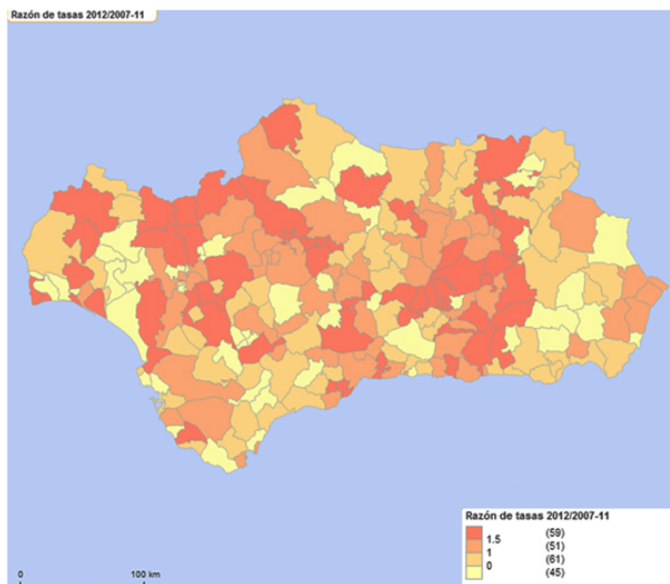 Razón de tasas 2012/2007-11
0
100 km
Razón de tasas 2012/2007-11
(59)
1.5
(51)
1
(61)
0
(45)